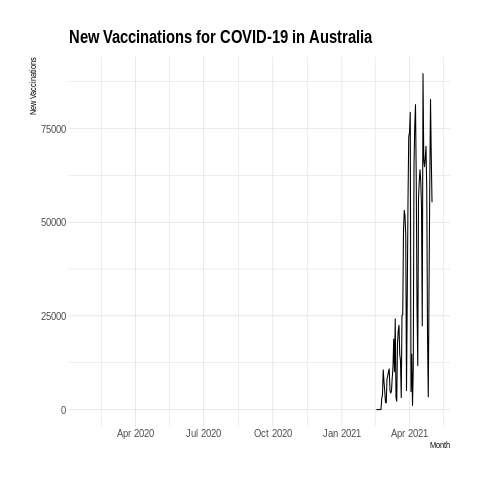 New Vaccinations for COVID-19 in Australia
New Vaccinations
75000
50000
25000
0
Apr 2020 Jul 2020 Oct 2020 Jan 2021 Apr 2021
Month